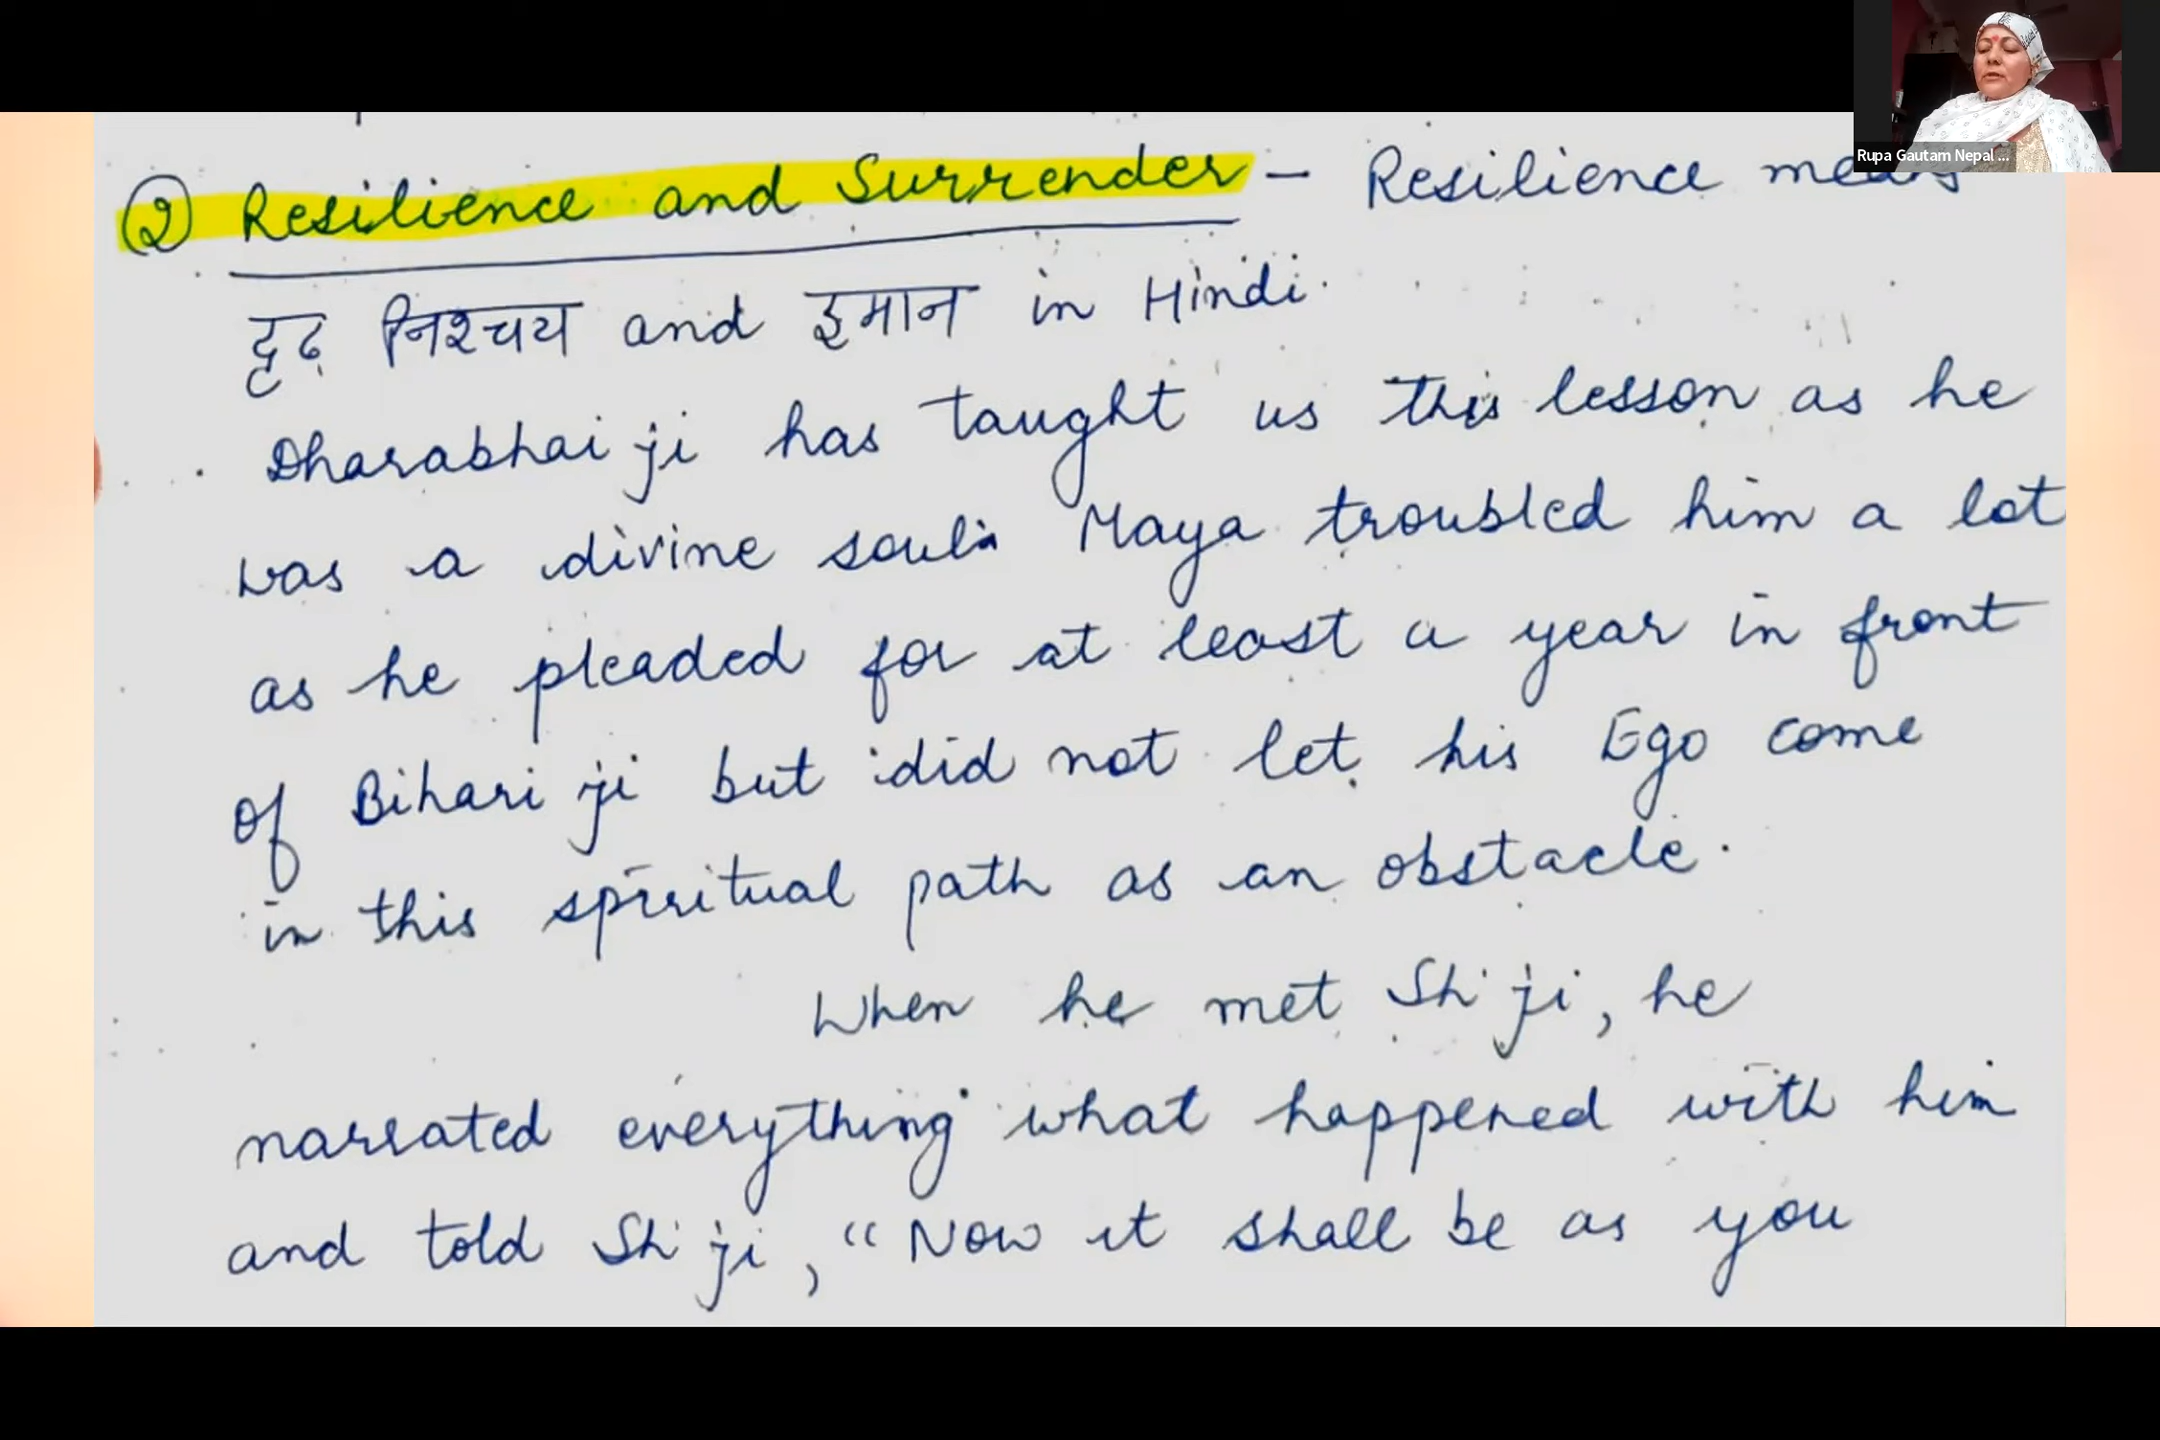 Rupa Gautam Nepal ...
② Resilience and Surrender - Resilience means
दृढ़ निश्चय and इमान in Hindi.
Dharabhai ji has taught us this lesson as he
was a divine soul. Maya troubled him a lot
as he pleaded for at least a year in front
of Bihari ji but did not let his Ego come
in this spiritual path as an obstacle.
When he met Sh ji, he
narrated everything what happened with him
and told Sh ji, "Now it shall be as you